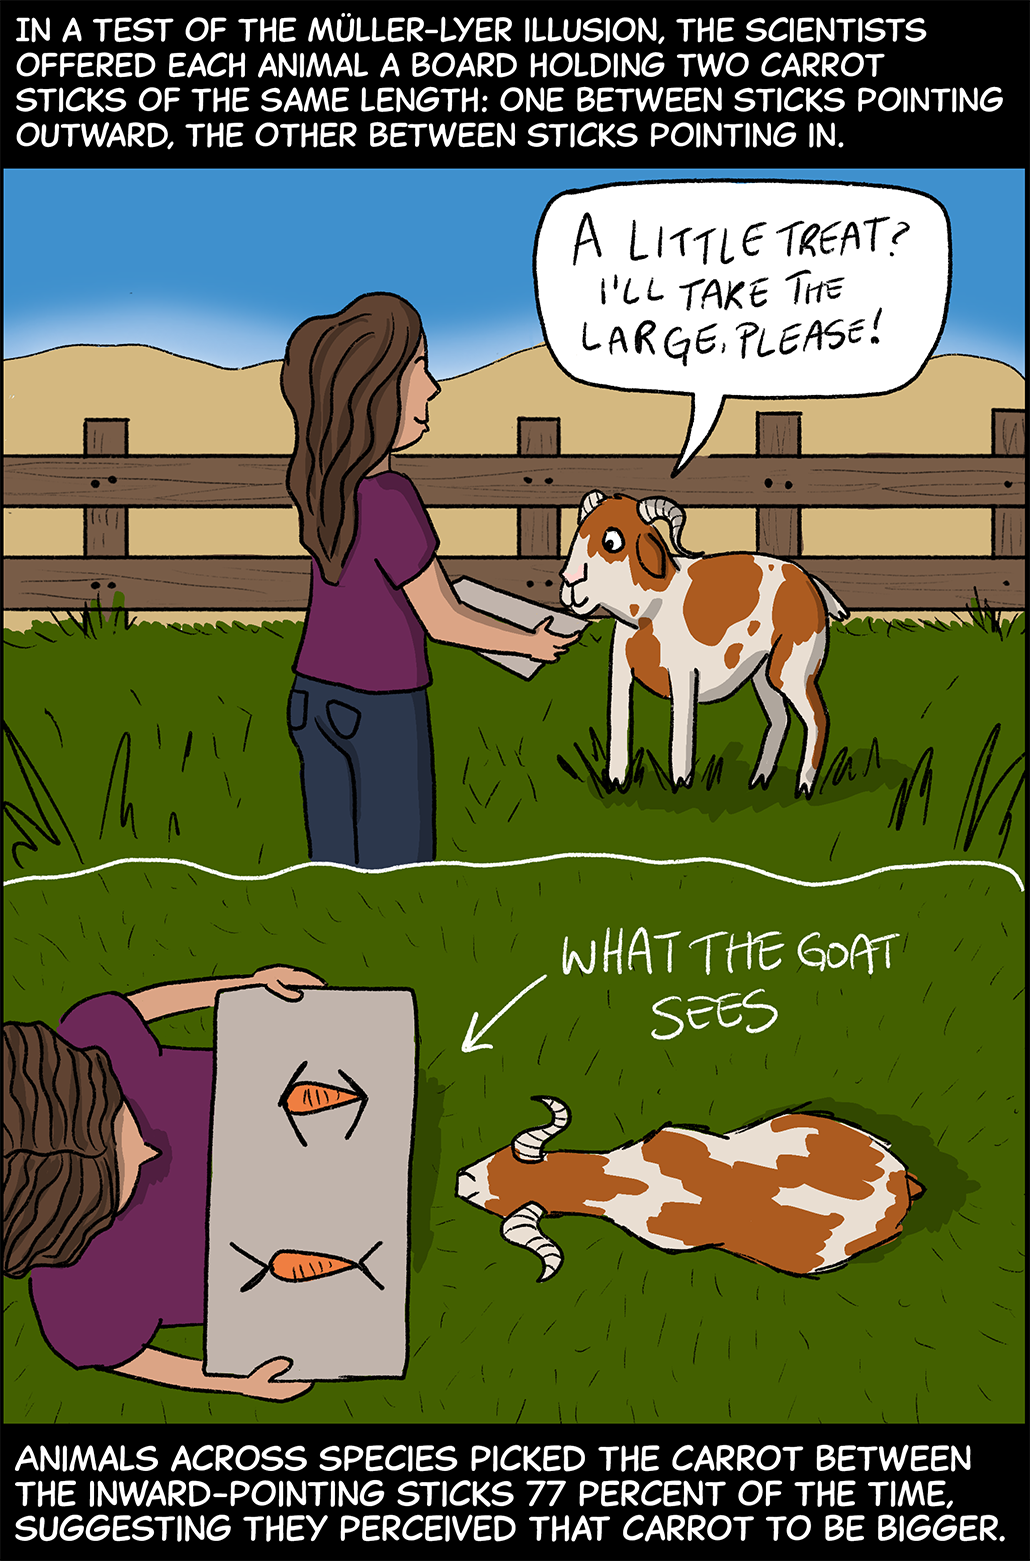 IN A TEST OF THE MÜLLER-LYER ILLUSION, THE SCIENTISTS
OFFERED EACH ANIMAL A BOARD HOLDING TWO CARROT
STICKS OF THE SAME LENGTH: ONE BETWEEN STICKS POINTING
OUTWARD, THE OTHER BETWEEN STICKS POINTING IN.
A LITTLE TREAT?
I'LL TAKE THE
LARGE, PLEASE!
WHAT THE GOAT
SEES
ANIMALS ACROSS SPECIES PICKED THE CARROT BETWEEN
THE INWARD-POINTING STICKS 77 PERCENT OF THE TIME,
SUGGESTING THEY PERCEIVED THAT CARROT TO BE BIGGER.